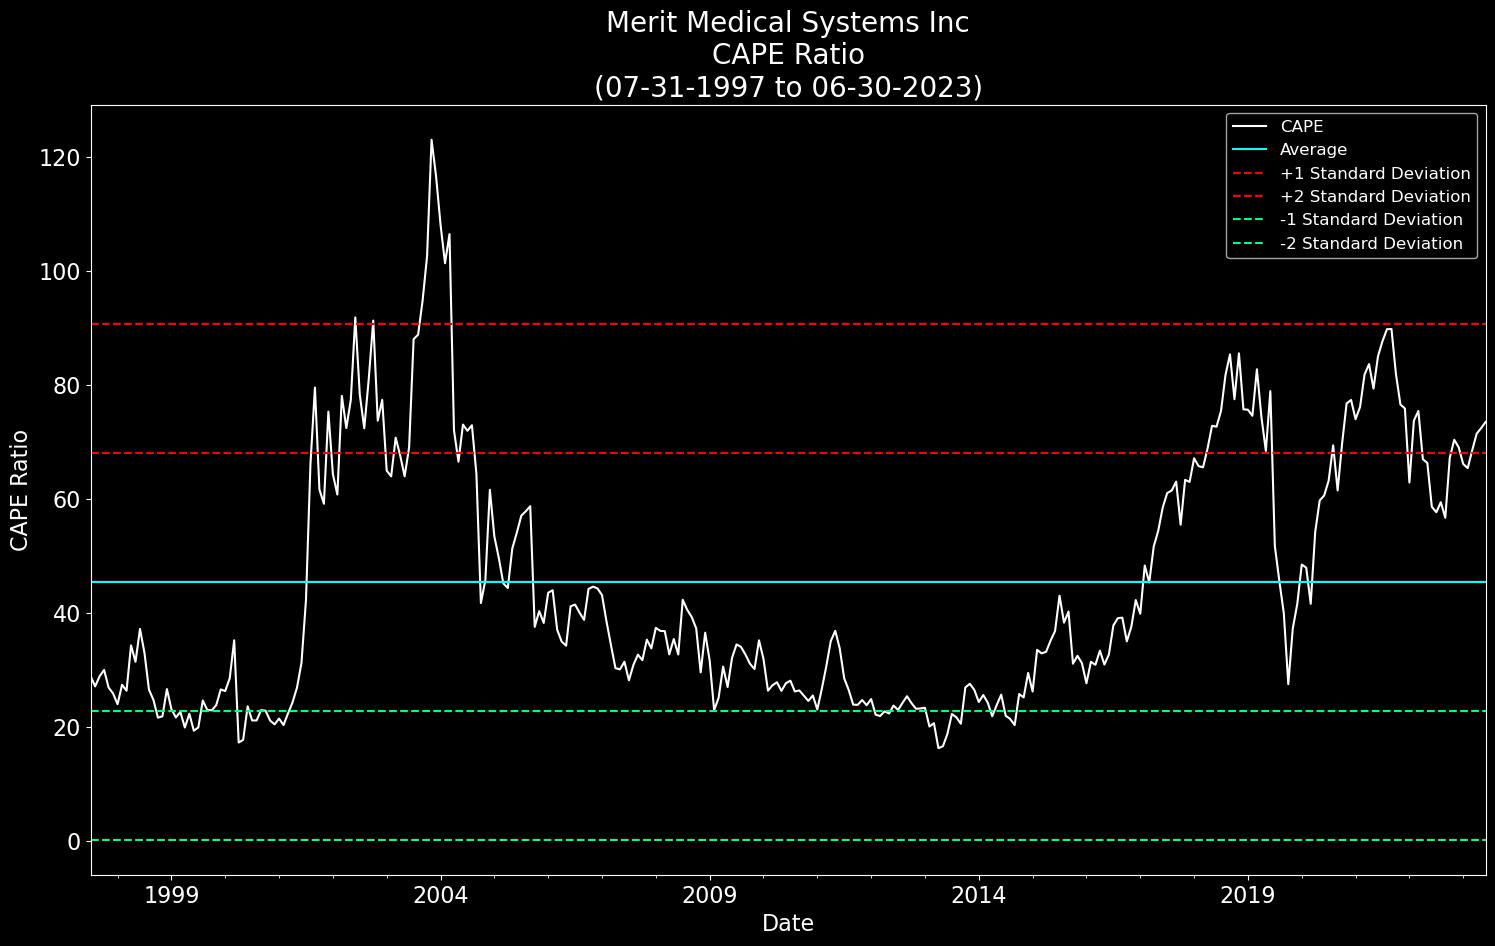 Merit Medical Systems Inc
CAPE Ratio
(07-31-1997 to 06-30-2023)
CAPE
Average
+1 Standard Deviation
+2 Standard Deviation
-1 Standard Deviation
-2 Standard Deviation
CAPE Ratio
120
100
80
60
40
20
0
1999
2004
2009
2014
2019
Date